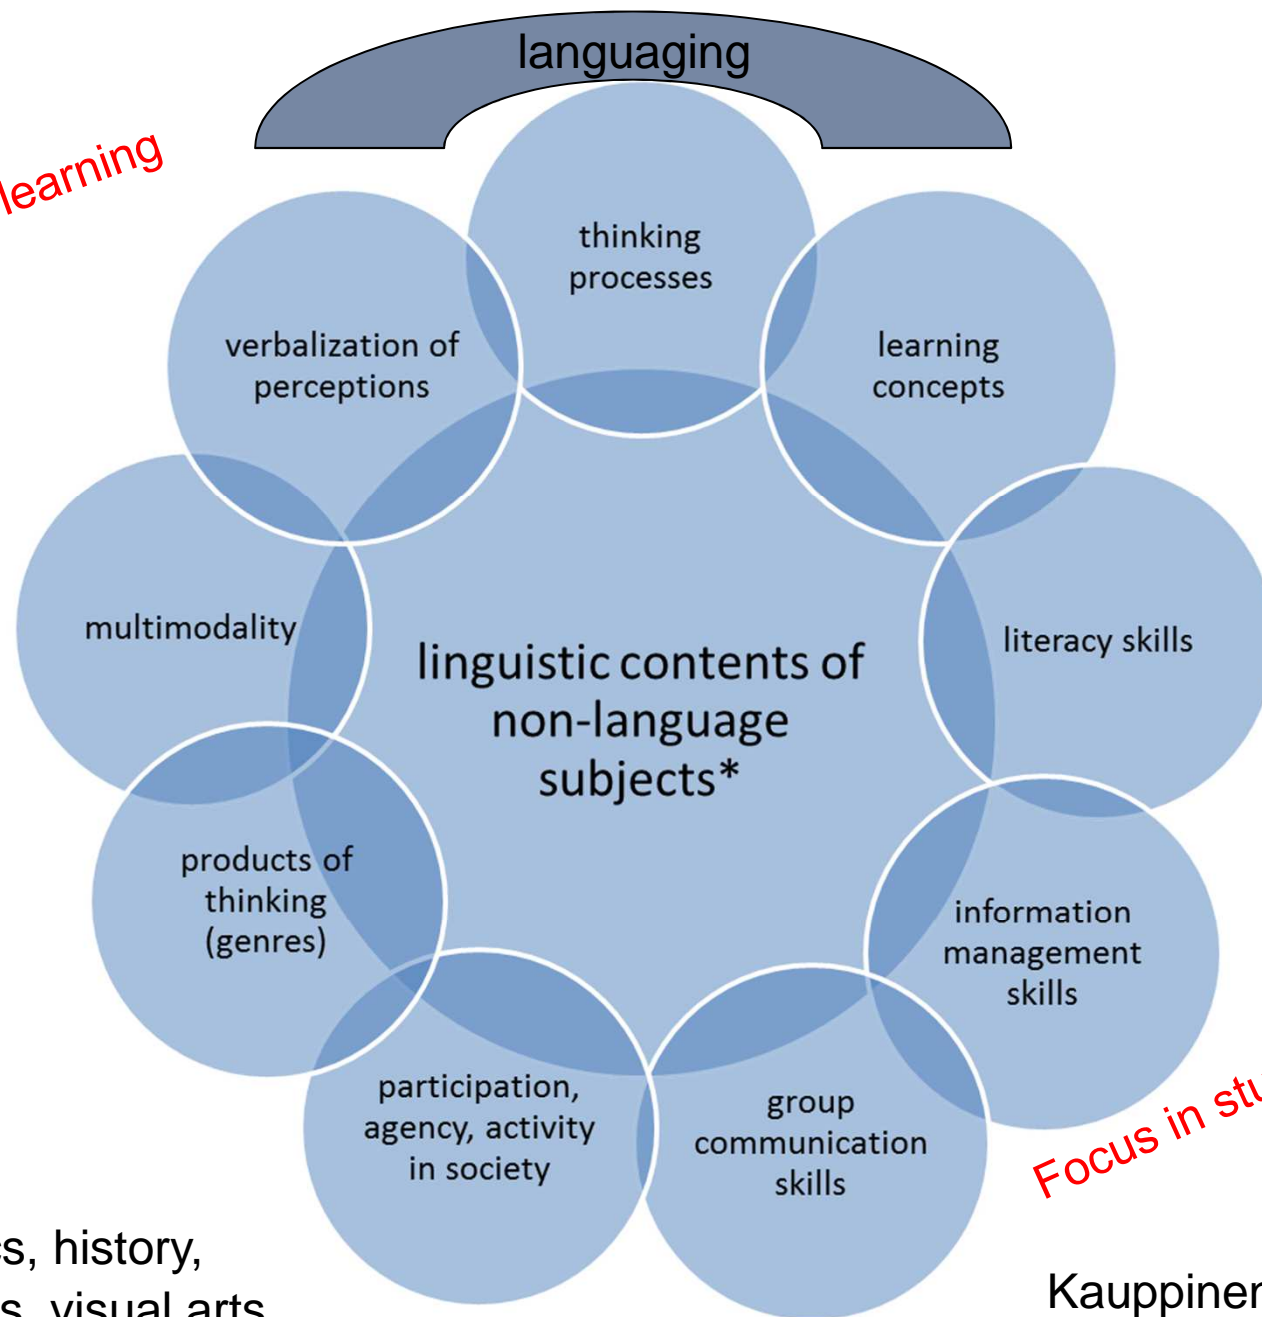 languaging
learning
thinking
processes
verbalization of
perceptions
learning
concepts
multimodality
literacy skills
linguistic contents of
non-language
subjects*
products of
thinking
(genres)
information
management
skills
participation,
agency, activity
in society
group
communication
skills
Focus in
history,
visual arts
Kauppinen